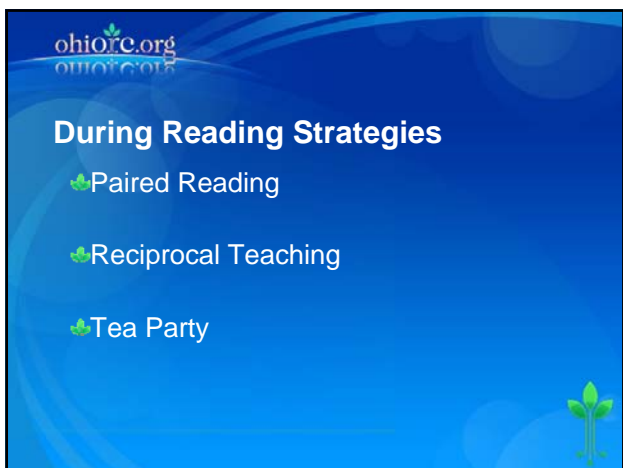 ohiorc.org
During Reading Strategies
Paired Reading
Reciprocal Teaching
Tea Party